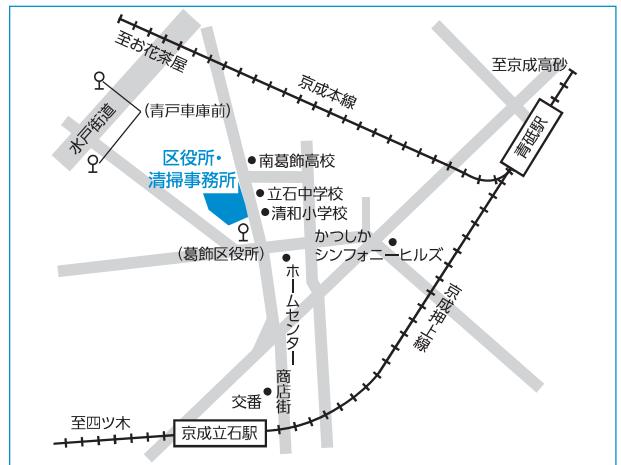 至お花茶屋
京成本線
至京成高砂
水戸街道
(青戸車庫前)
青砥駅
区役所・
清掃事務所
南葛飾高校
立石中学校
清和小学校
(葛飾区役所)
かつしか
シンフォニーヒルズ
ホームセンター
京成押上線
商店街
交番
至四ツ木
京成立石駅